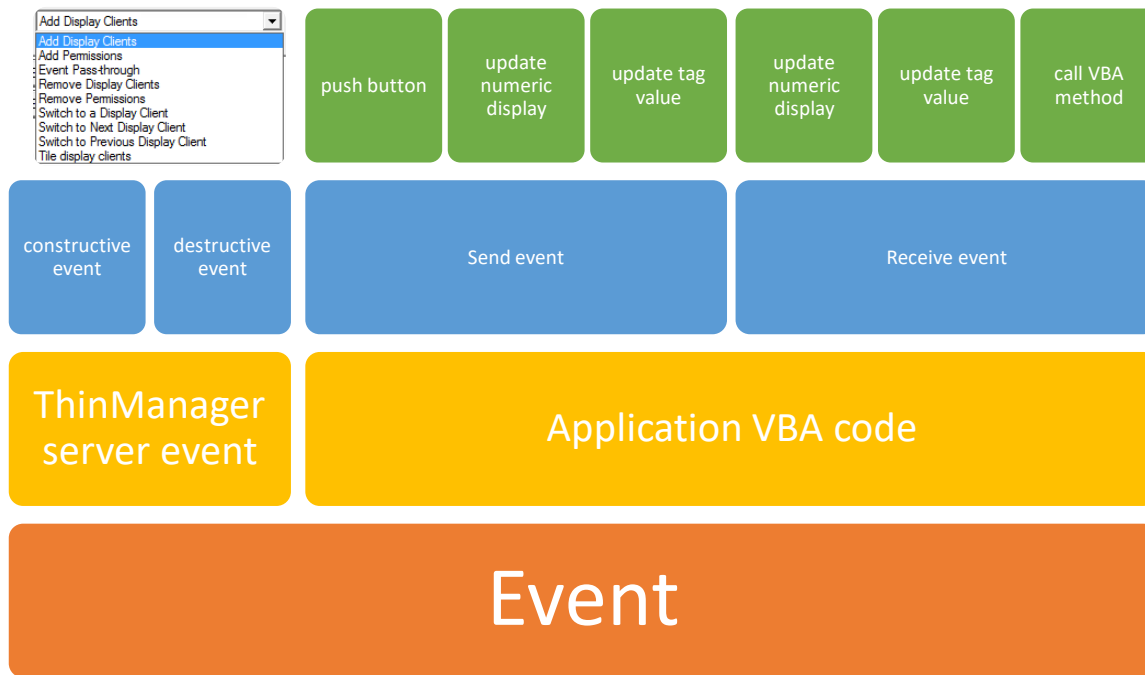 Add Display Clients
Add Display Clients
Add Permissions
Event Pass-through
Remove Display Clients
Remove Permissions
Switch to a Display Client
Switch to Next Display Client
Switch to Previous Display Client
Tile display clients
push button
update
numeric
display
update tag
value
update
numeric
display
update tag
value
call VBA
method
constructive
event
destructive
event
Send event
Receive event
ThinManager
server event
Application VBA code
Event